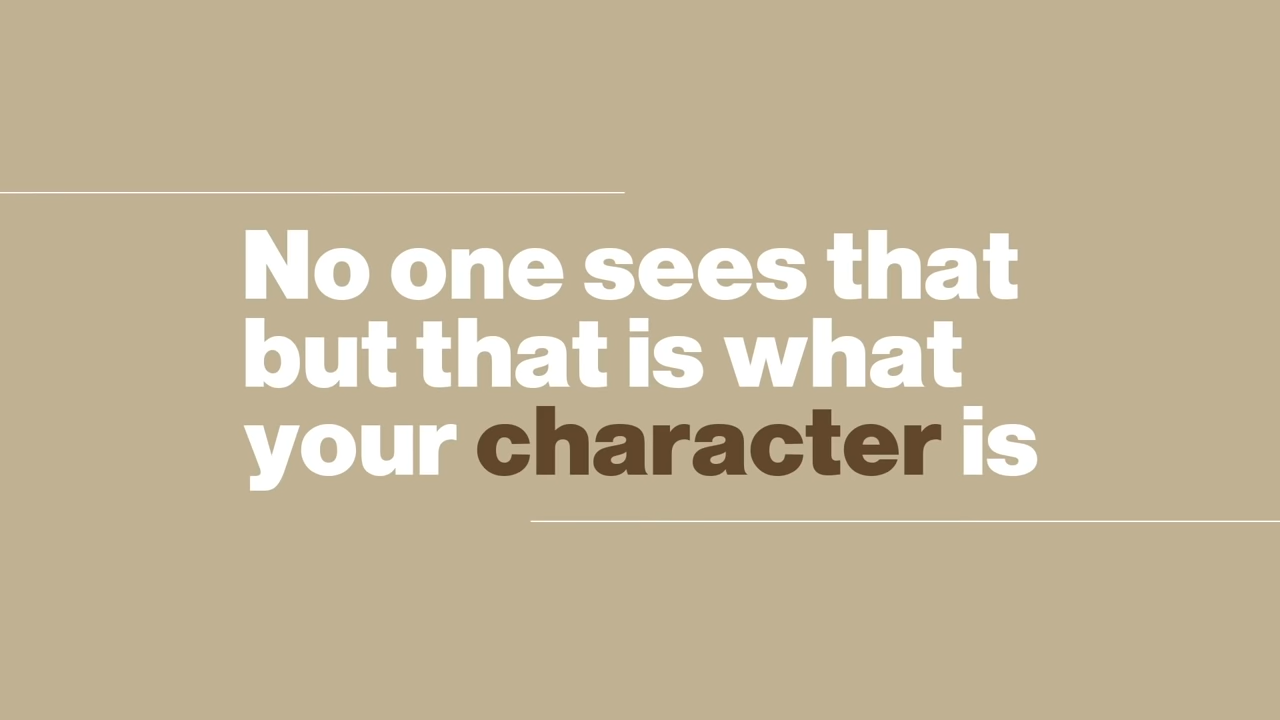 No one sees that
but that is what
your character is